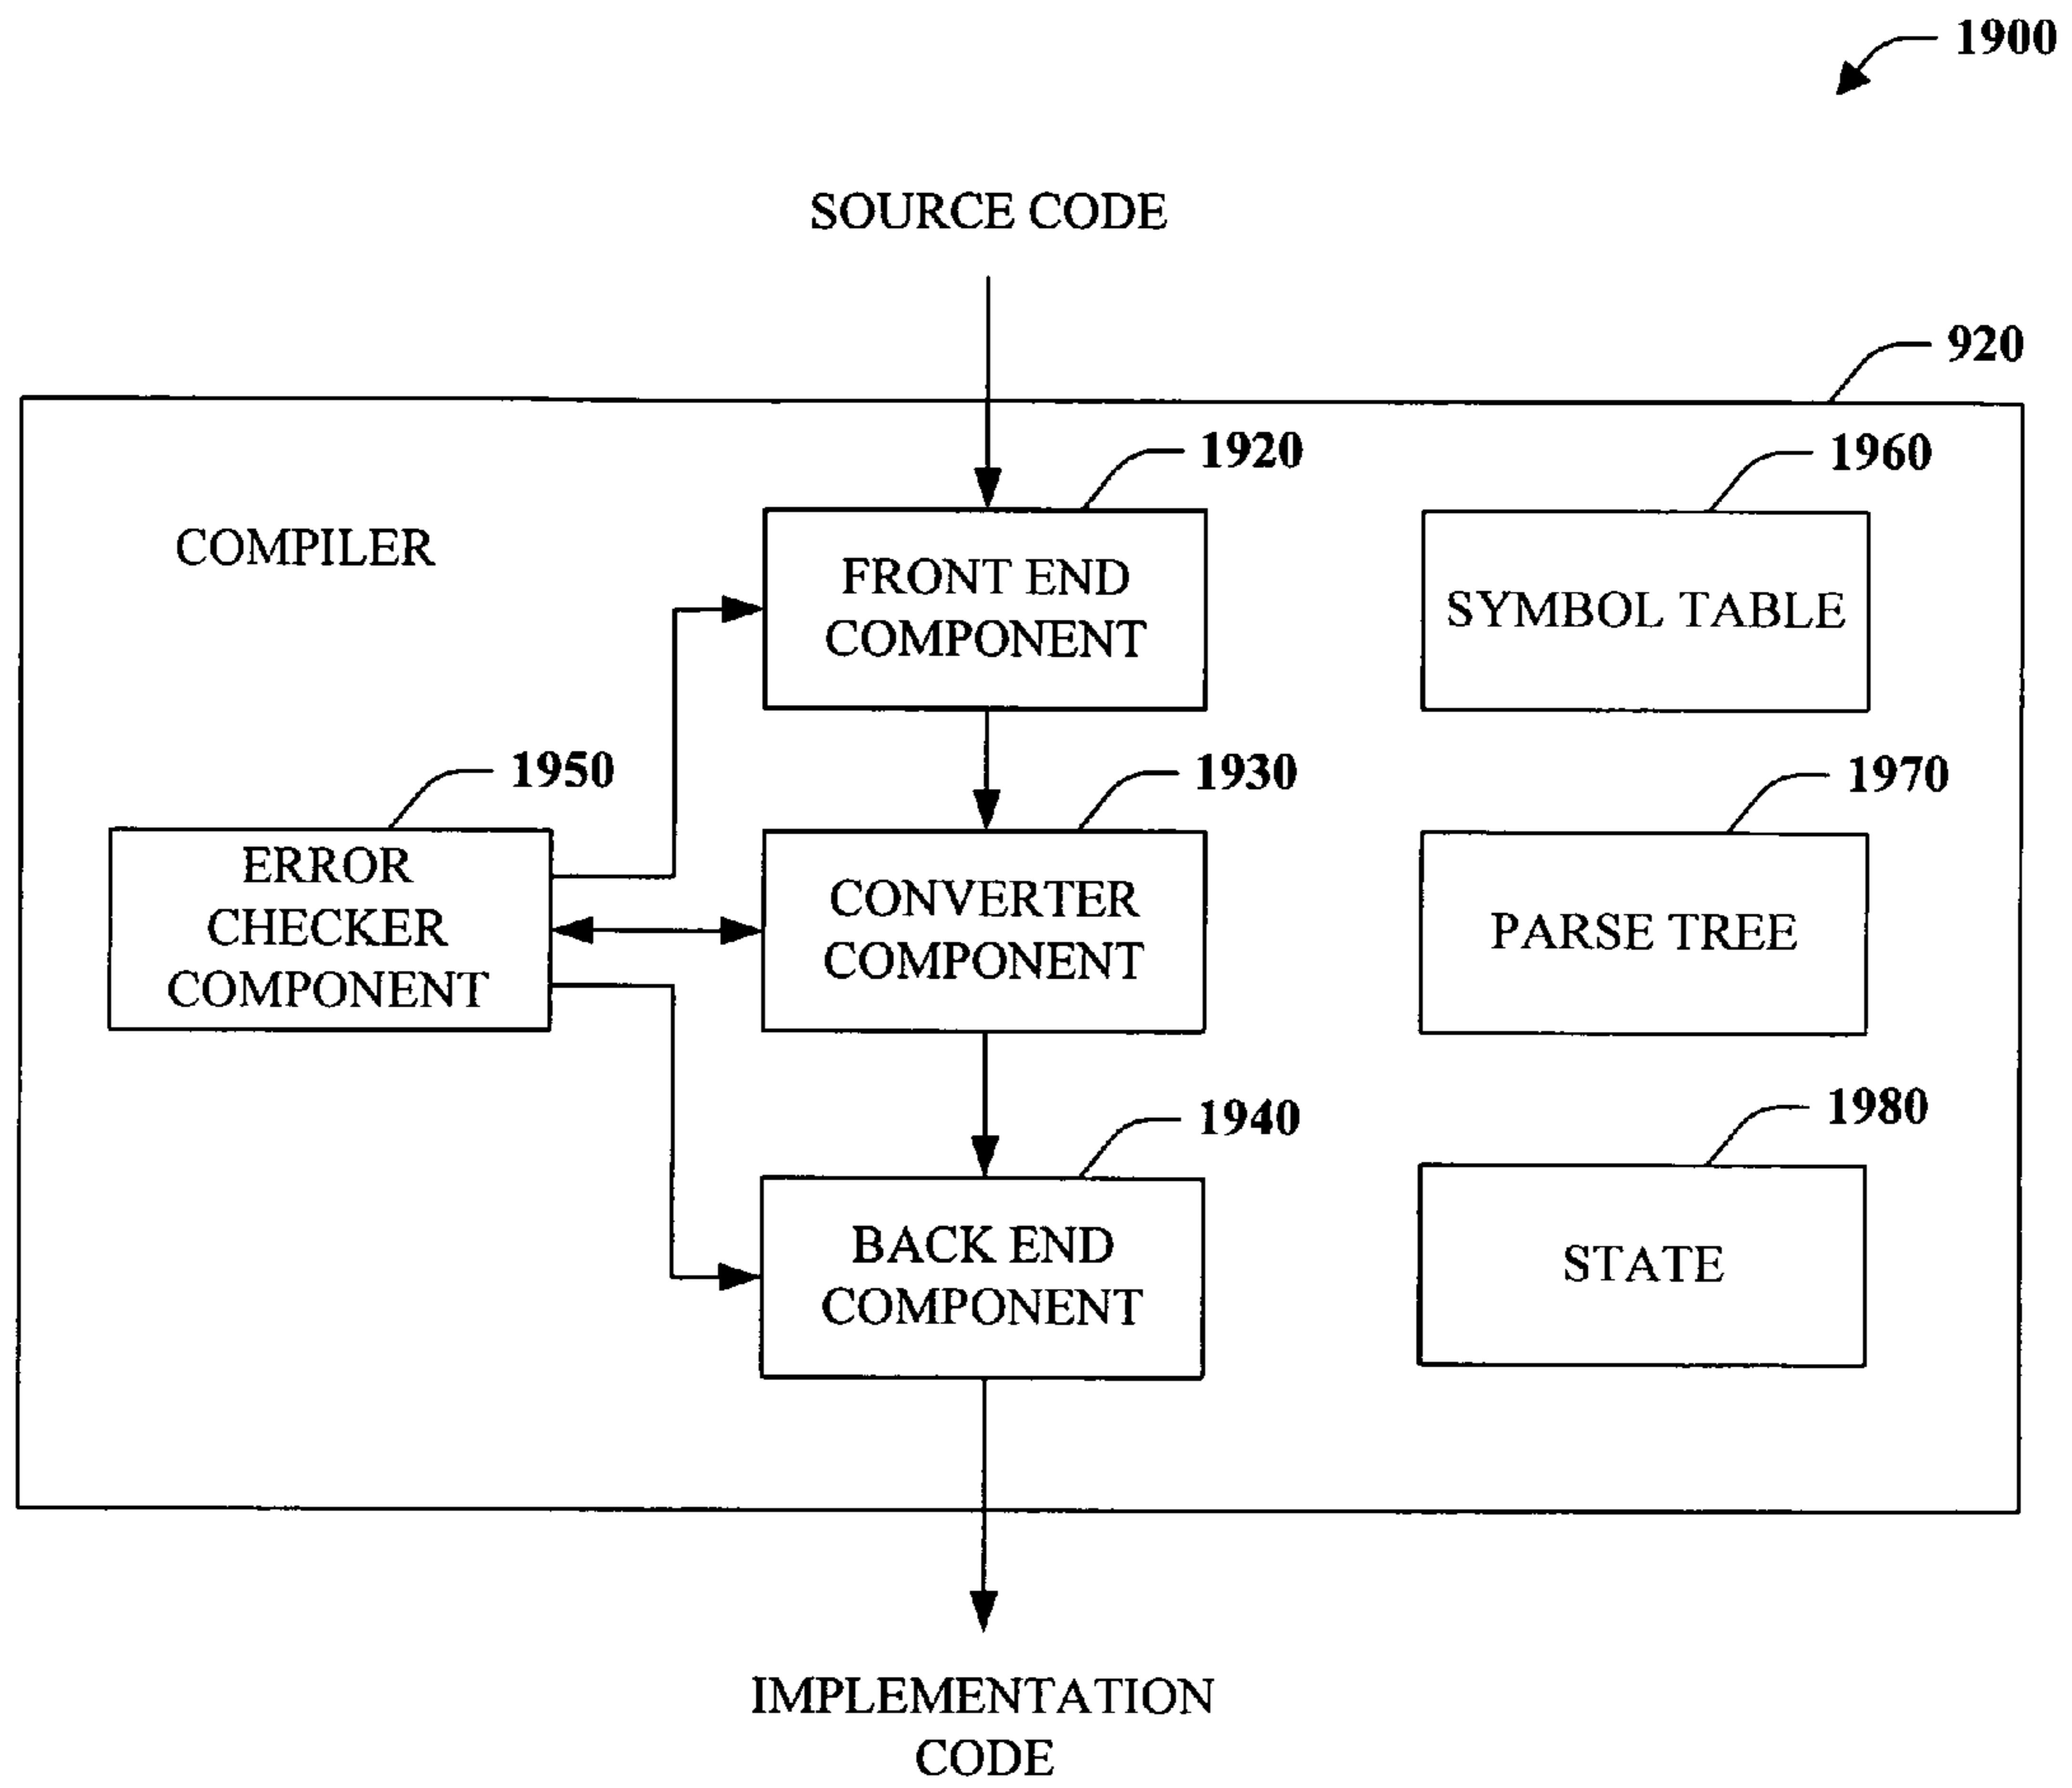 1900
SOURCE CODE
920
1920
1960
COMPILER
FRONT END
COMPONENT
SYMBOL TABLE
1950
1930
1970
ERROR
CHECKER
COMPONENT
CONVERTER
COMPONENT
PARSE TREE
1940
1980
BACK END
COMPONENT
STATE
IMPLEMENTATION
CODE